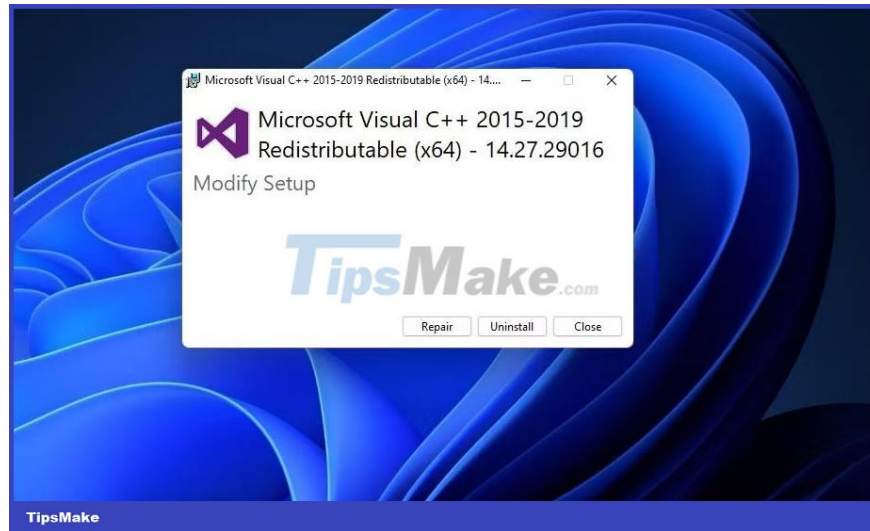 Microsoft Visual C++ 2015-2019 Redistributable (x64) - 14....
Microsoft Visual C++ 2015-2019
Redistributable (x64) - 14.27.29016
Modify Setup
TipsMake.com
Repair Uninstall Close
TipsMake